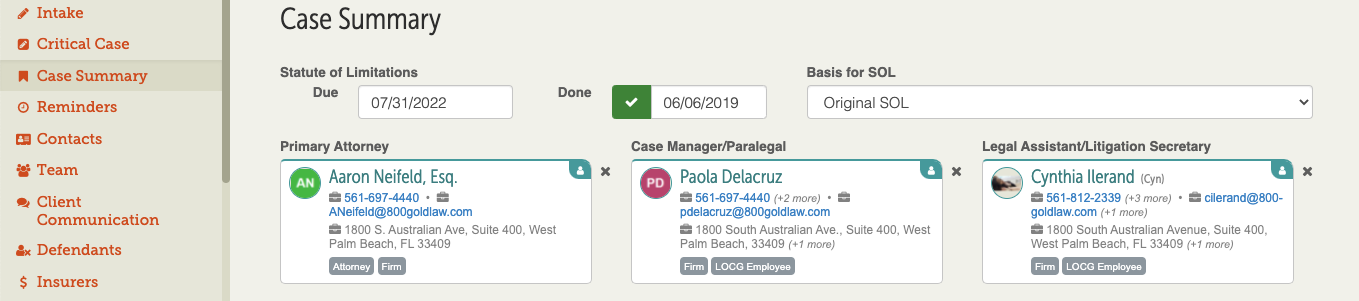 Intake
Critical Case
Case Summary
Reminders
Contacts
Team
Client
Communication
Defendants
Insurers
Case Summary
Statute of Limitations
Due
07/31/2022
Done
06/06/2019
Basis for SOL
Original SOL
Primary Attorney
AN
Aaron Neifeld, Esq.
561-697-4440 •
ANeifeld@800goldlaw.com
1800 S. Australian Ave, Suite 400, West
Palm Beach, FL 33409
Attorney Firm
Case Manager/Paralegal
PD
Paola Delacruz
561-697-4440 (+2 more) •
pdelacruz@800goldlaw.com
1800 South Australian Ave., Suite 400, West
Palm Beach, 33409 (+1 more)
Firm LOCG Employee
Legal Assistant/Litigation Secretary
Cynthia Ilerand (Cyn)
561-812-2339 (+3 more) • cilerand@800-
goldlaw.com (+1 more)
1800 South Australian Avenue, Suite 400,
West Palm Beach, FL 33409 (+1 more)
Firm LOCG Employee